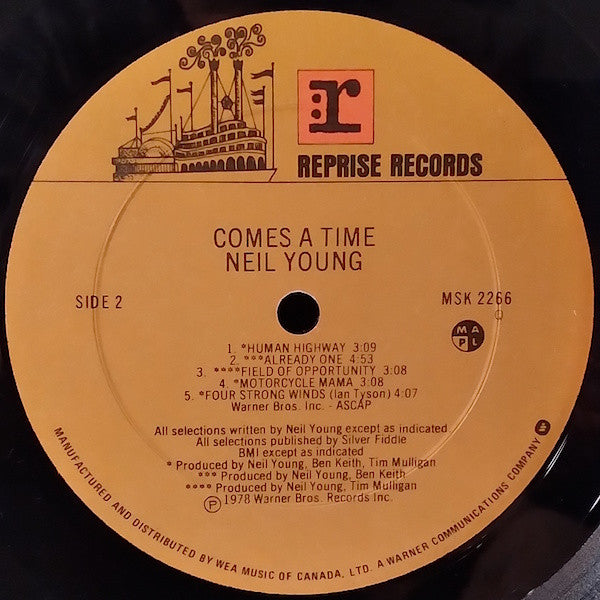 r
REPRISE RECORDS
COMES A TIME
NEIL YOUNG
SIDE 2
MSK 2266
M A P L
1. *HUMAN HIGHWAY 3:09
2. ***ALREADY ONE 4:53
3. ****FIELD OF OPPORTUNITY 3:08
4. *MOTORCYCLE MAMA 3:08
5. *FOUR STRONG WINDS (Ian Tyson) 4:07
Warner Bros. Inc. - ASCAP
All selections written by Neil Young except as indicated
All selections published by Silver Fiddle
BMI except as indicated
* Produced by Neil Young, Ben Keith, Tim Mulligan
*** Produced by Neil Young, Ben Keith
**** Produced by Neil Young, Tim Mulligan
Ⓟ 1978 Warner Bros. Records Inc.
MANUFACTURED AND DISTRIBUTED BY WEA MUSIC OF CANADA, LTD. A WARNER COMMUNICATIONS COMPANY